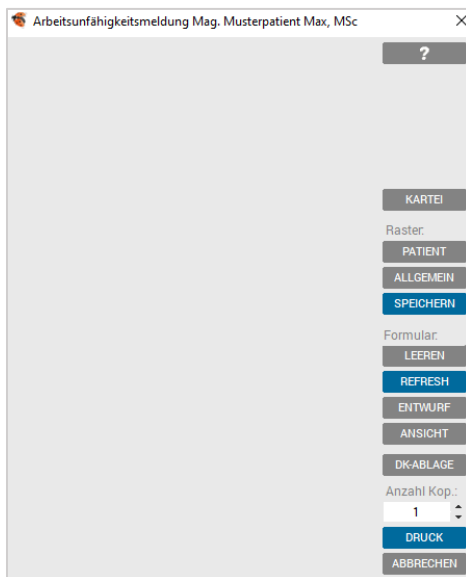 Arbeitsunfähigkeitsmeldung Mag. Musterpatient Max, MSc
?
KARTEI
Raster:
PATIENT
ALLGEMEIN
SPEICHERN
Formular:
LEEREN
REFRESH
ENTWURF
ANSICHT
DK-ABLAGE
Anzahl Kop.:
1
DRUCK
ABBRECHEN